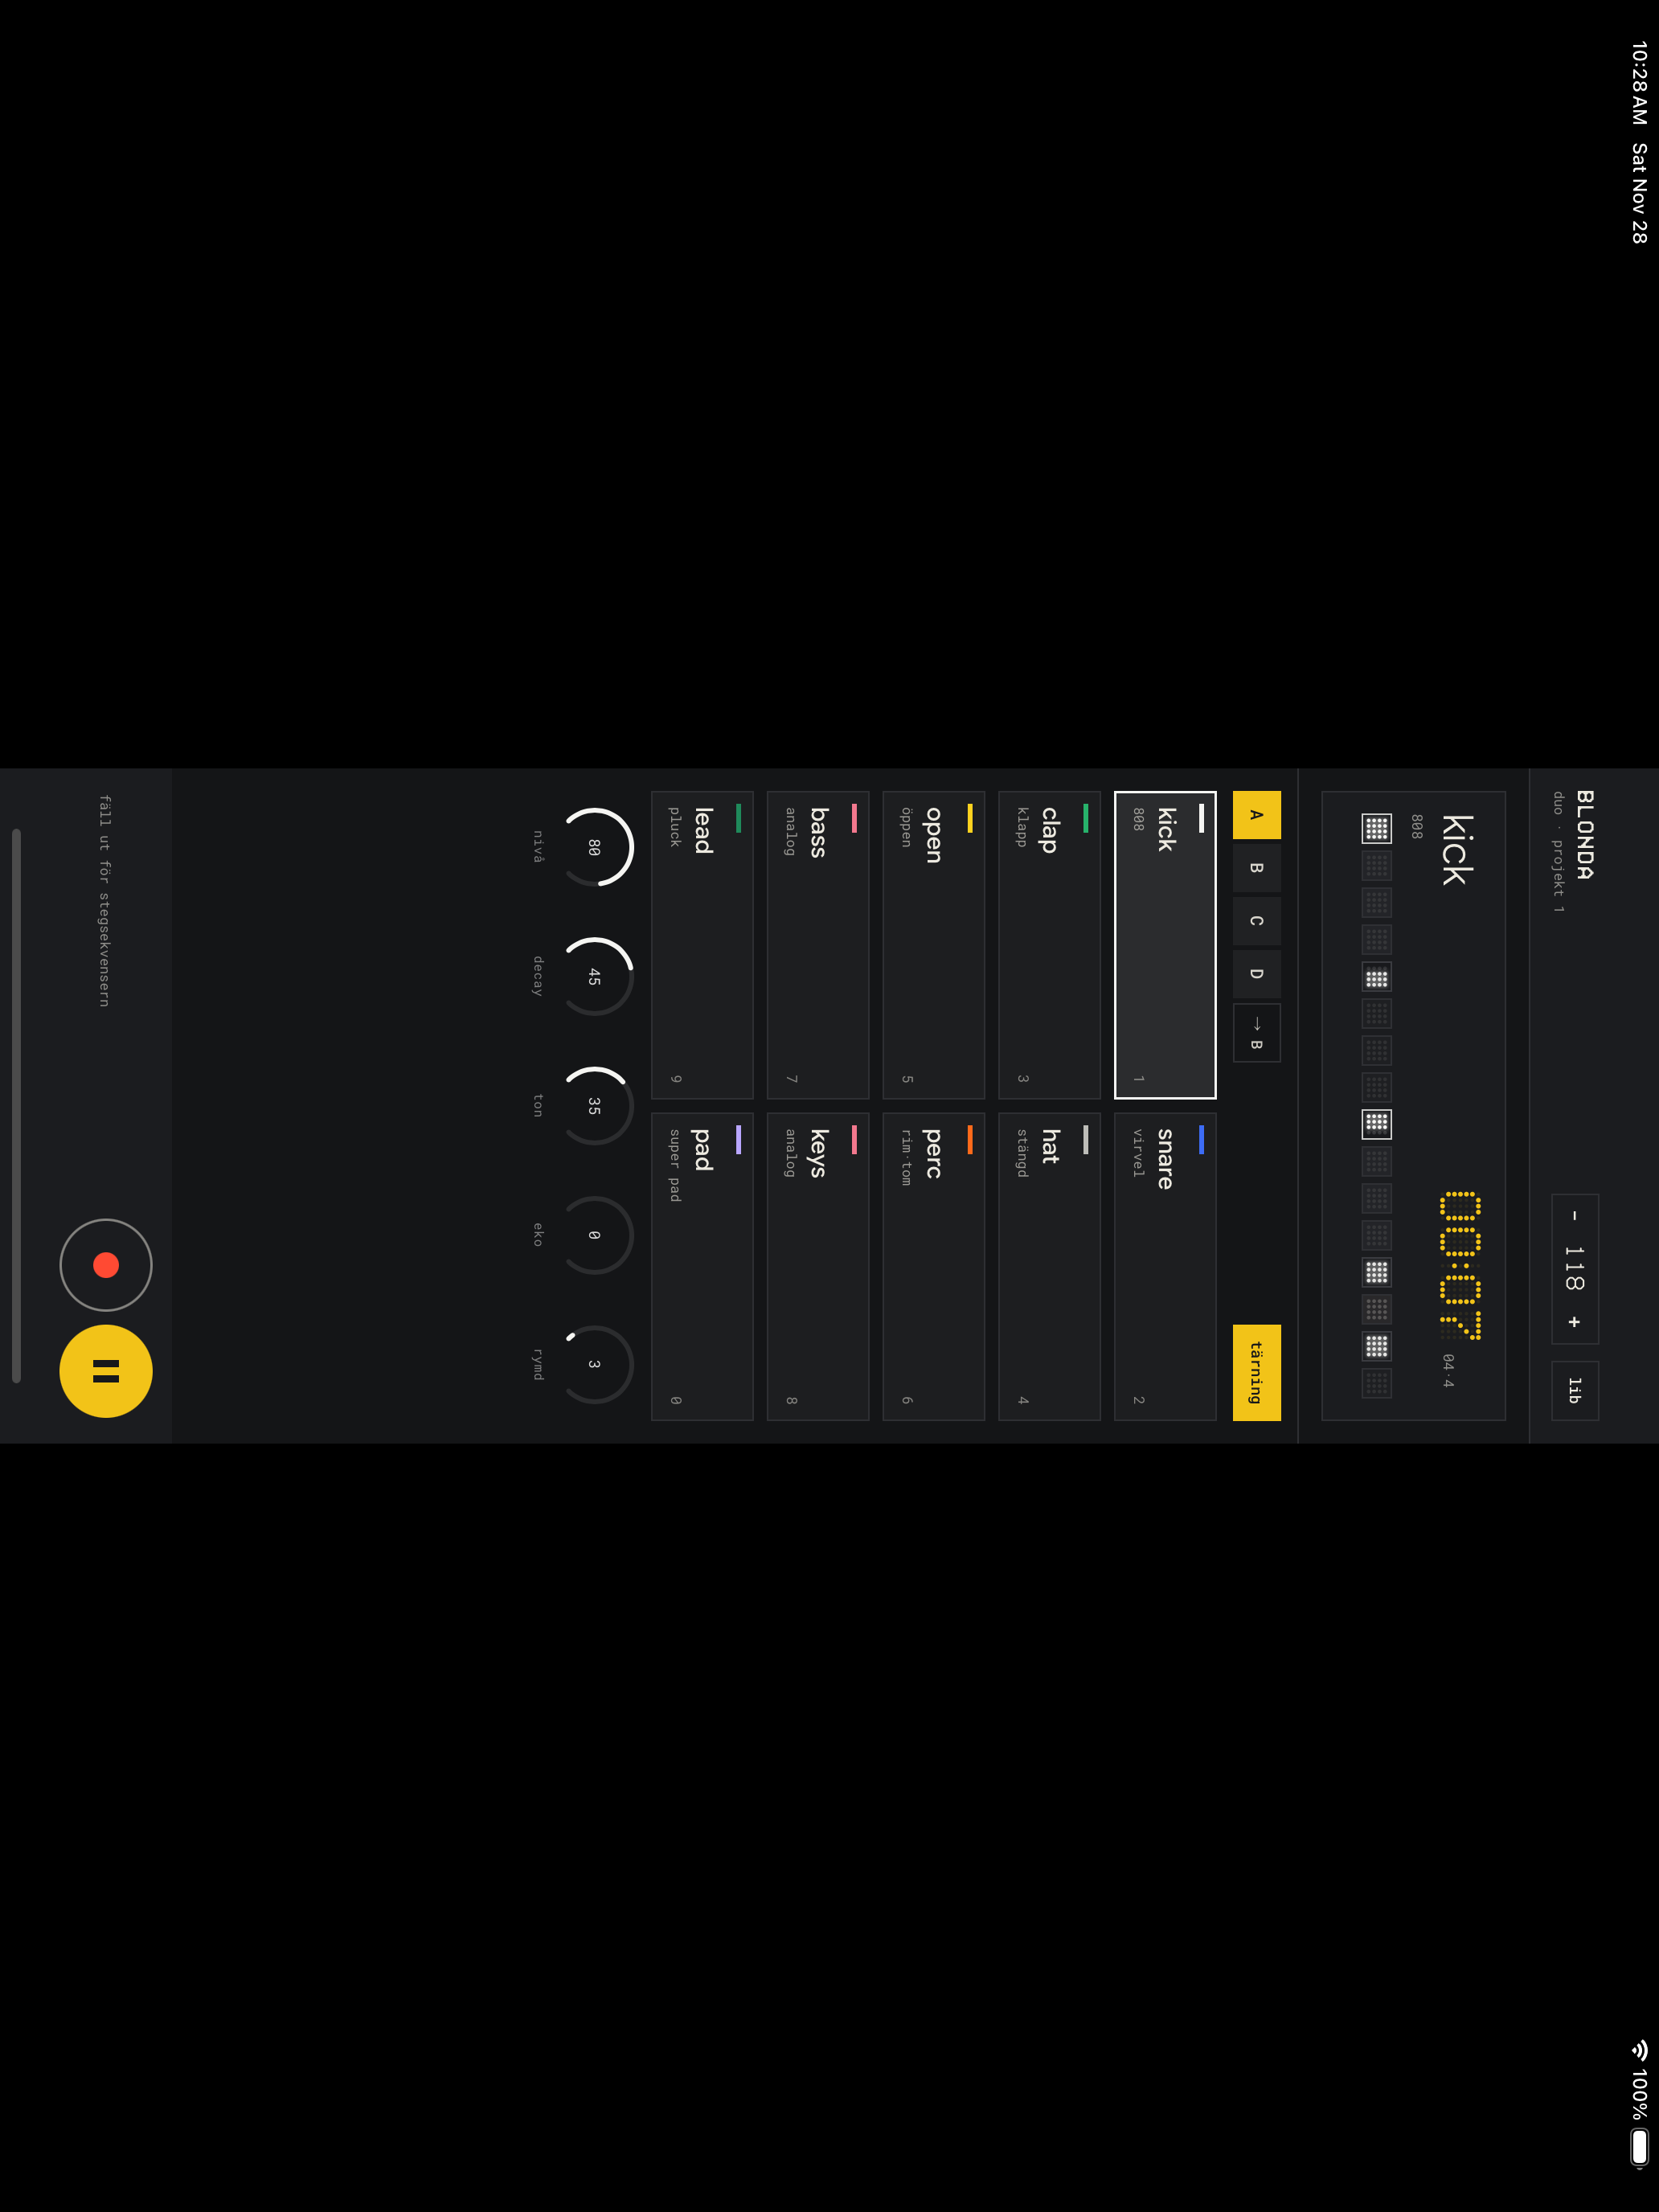 10:28 AM Sat Nov 28
100%
BLONDA
duo · projekt 1
- 118 +
lib
kick
808
00:07
04·4
A
B
C
D
→ B
tärning
kick
808
1
snare
virvel
2
clap
klapp
3
hat
stängd
4
open
öppen
5
perc
rim·tom
6
bass
analog
7
keys
analog
8
lead
pluck
9
pad
super pad
0
80
45
35
0
3
nivå
decay
ton
eko
rymd
fäll ut för stegsekvensern